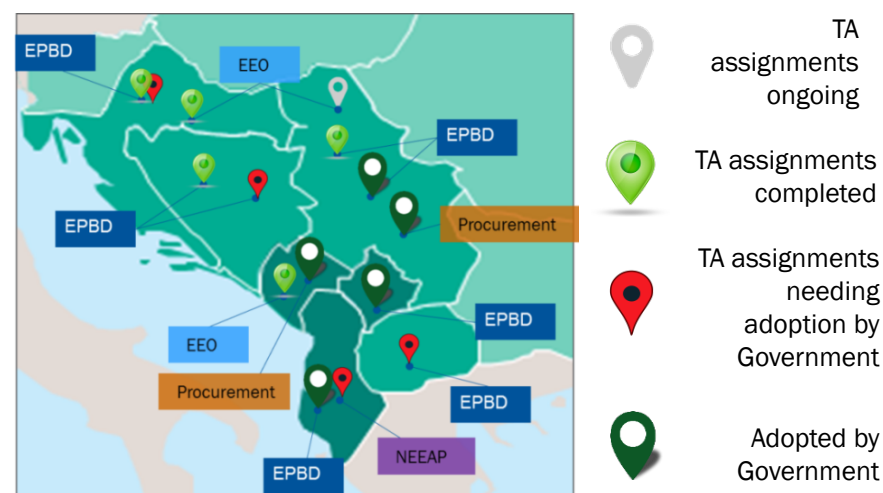 EPBD
EEO
EPBD
Procurement
EPBD
EEO
EPBD
Procurement
EPBD
NEEAP
EPBD
TA
assignments
ongoing
TA assignments
completed
TA assignments
needing
adoption by
Government
Adopted by
Government